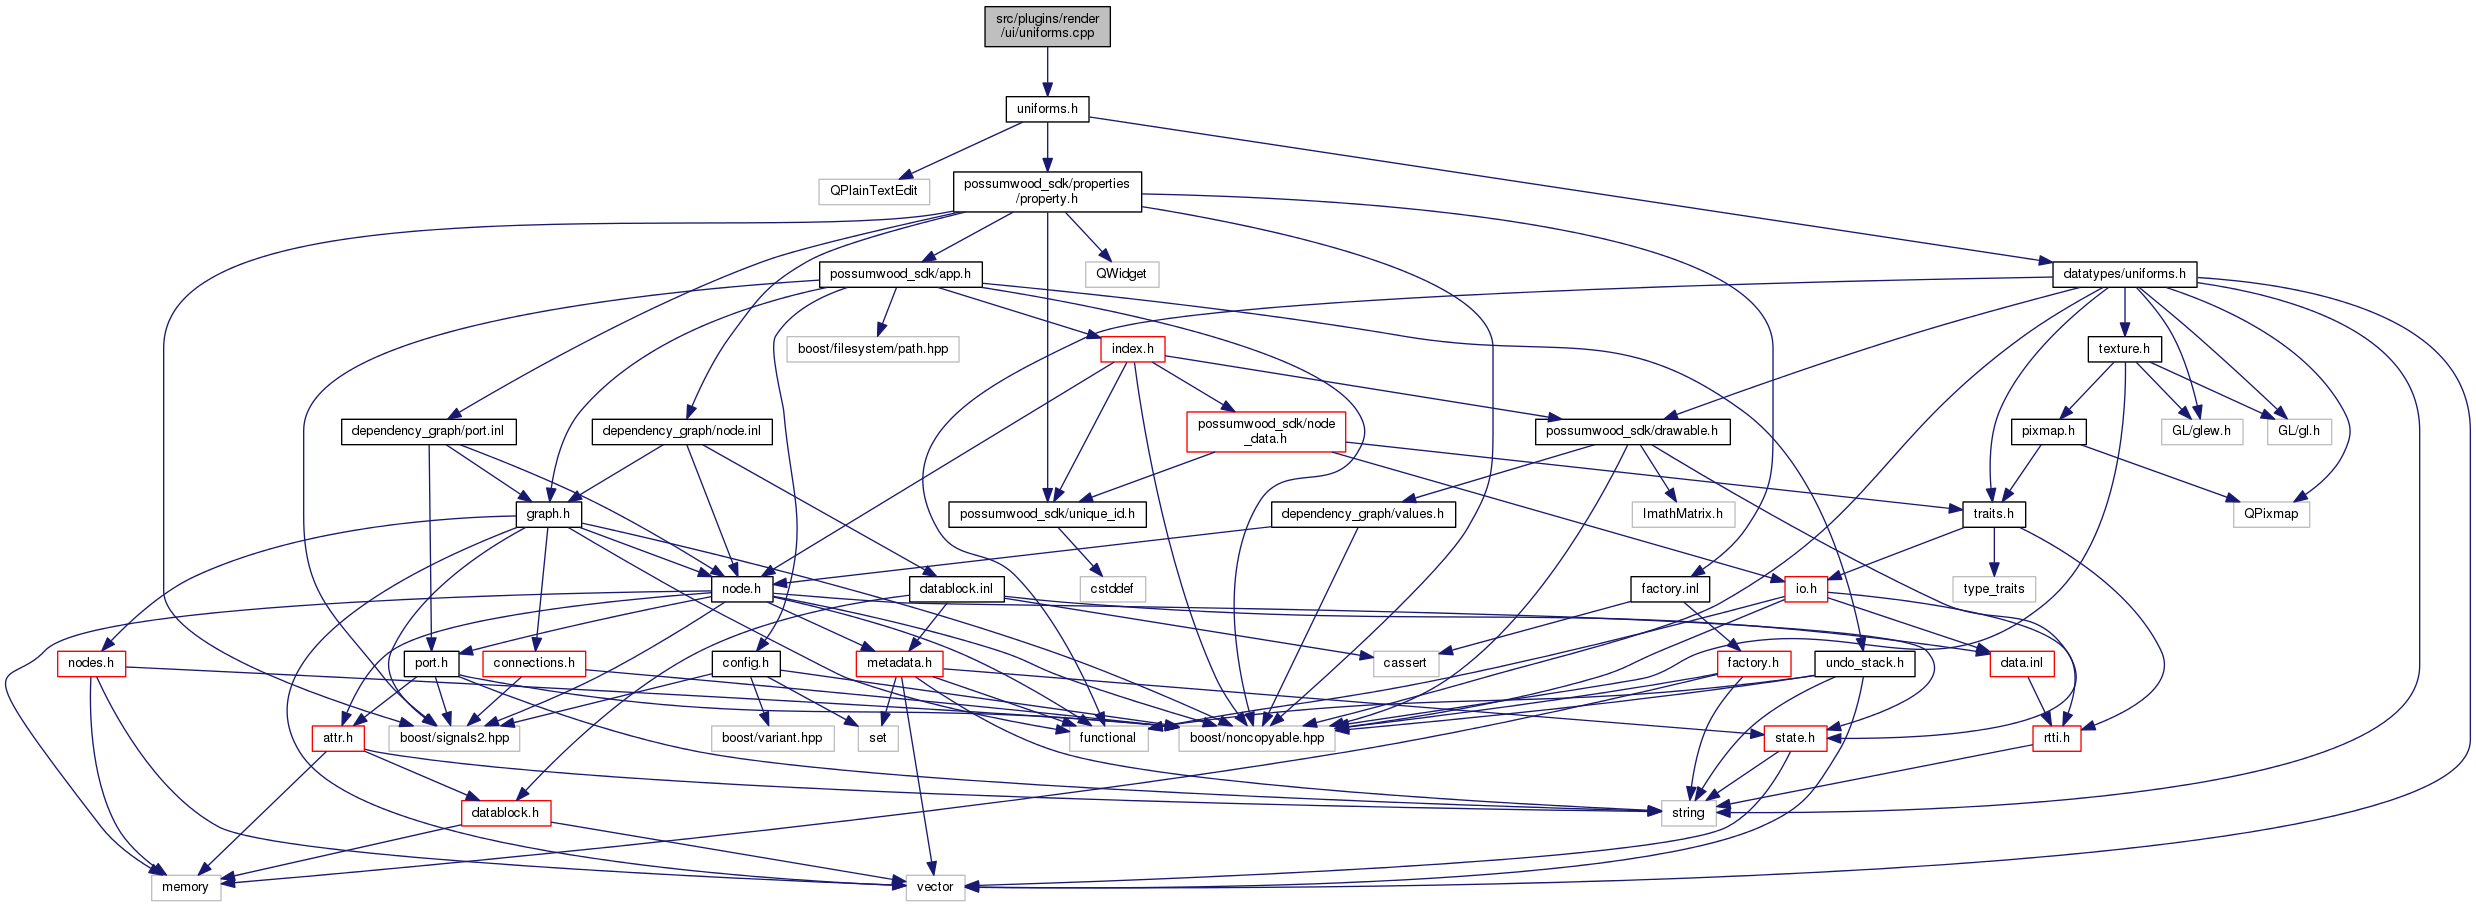 src/plugins/render
/ui/uniforms.cpp
uniforms.h
QPlainTextEdit
possumwood_sdk/properties
/property.h
possumwood_sdk/app.h
QWidget
datatypes/uniforms.h
boost/filesystem/path.hpp
index.h
texture.h
dependency_graph/port.inl
dependency_graph/node.inl
possumwood_sdk/node
_data.h
possumwood_sdk/drawable.h
pixmap.h
GL/glew.h
GL/gl.h
graph.h
possumwood_sdk/unique_id.h
dependency_graph/values.h
ImathMatrix.h
traits.h
QPixmap
node.h
datablock.inl
cstddef
factory.inl
io.h
type_traits
nodes.h
port.h
connections.h
config.h
metadata.h
cassert
factory.h
undo_stack.h
data.inl
attr.h
boost/signals2.hpp
boost/variant.hpp
set
functional
boost/noncopyable.hpp
state.h
rtti.h
datablock.h
string
memory
vector